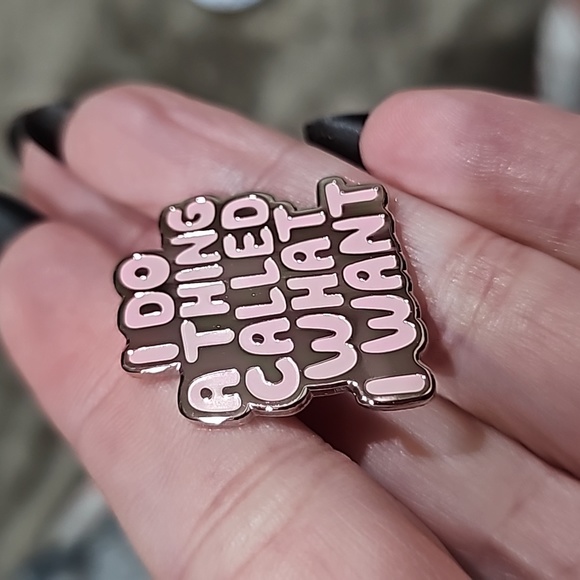 I DO
A THING
CALLED
WHAT
I WANT